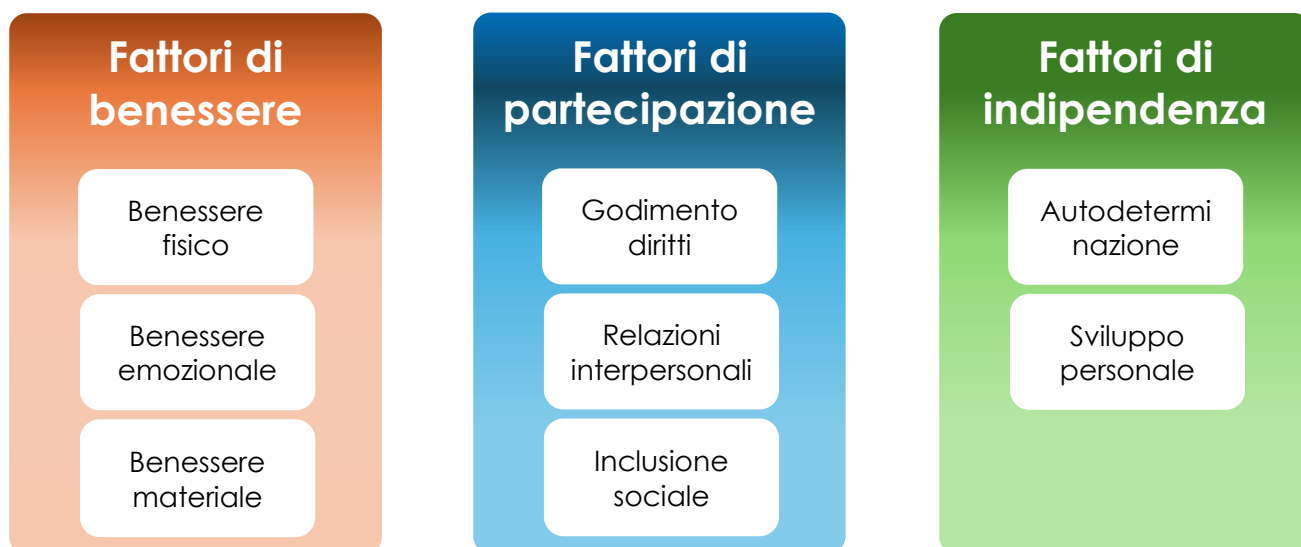 Fattori di
benessere
Benessere
fisico
Benessere
emozionale
Benessere
materiale
Fattori di
partecipazione
Godimento
diritti
Relazioni
interpersonali
Inclusione
sociale
Fattori di
indipendenza
Autodetermi
nazione
Sviluppo
personale